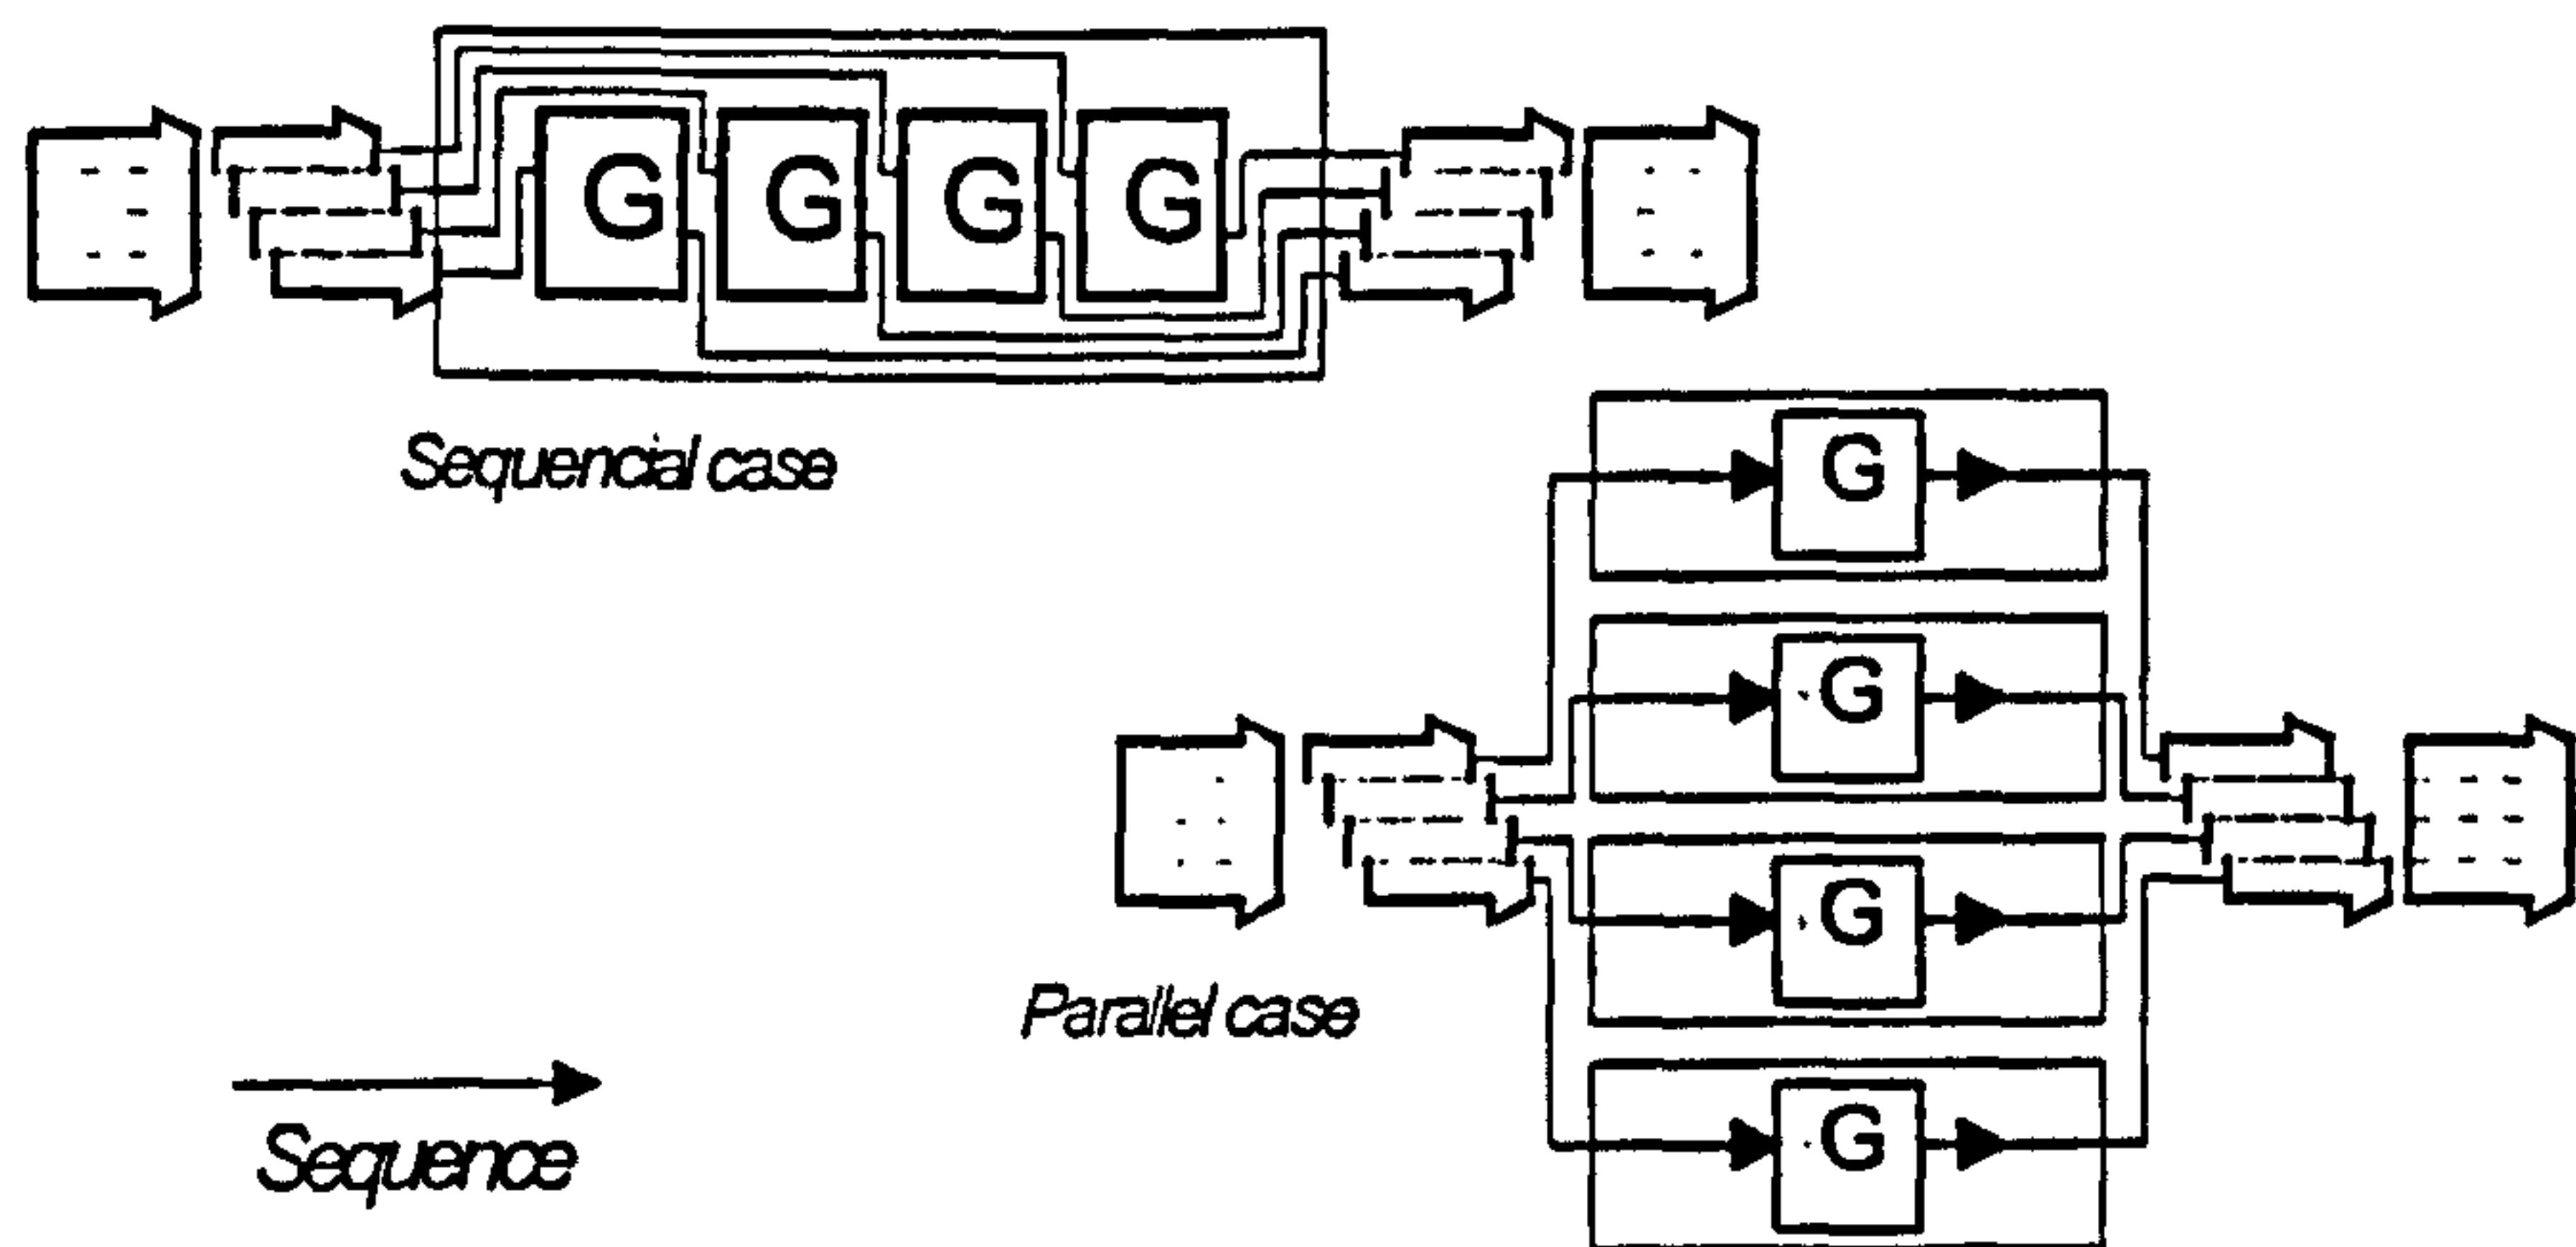 G G G G
Sequencial case
G
G
G
Parallel case
G
Sequence